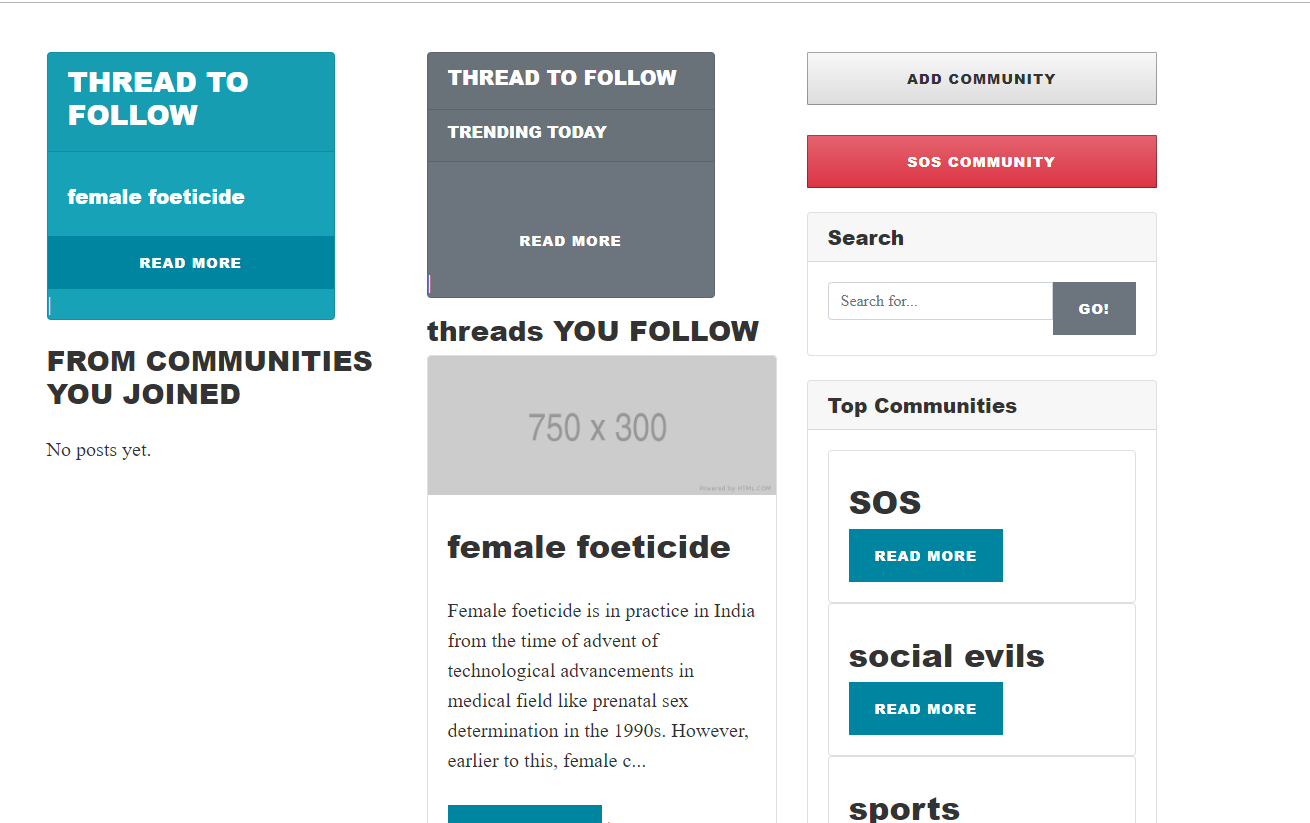 THREAD TO
FOLLOW
female foeticide
READ MORE
FROM COMMUNITIES
YOU JOINED
No posts yet.
THREAD TO FOLLOW
TRENDING TODAY
READ MORE
threads YOU FOLLOW
750 x 300
Powered by HTML.COM
female foeticide
Female foeticide is in practice in India
from the time of advent of
technological advancements in
medical field like prenatal sex
determination in the 1990s. However,
earlier to this, female c...
ADD COMMUNITY
SOS COMMUNITY
Search
Search for...
GO!
Top Communities
SOS
READ MORE
social evils
READ MORE
sports